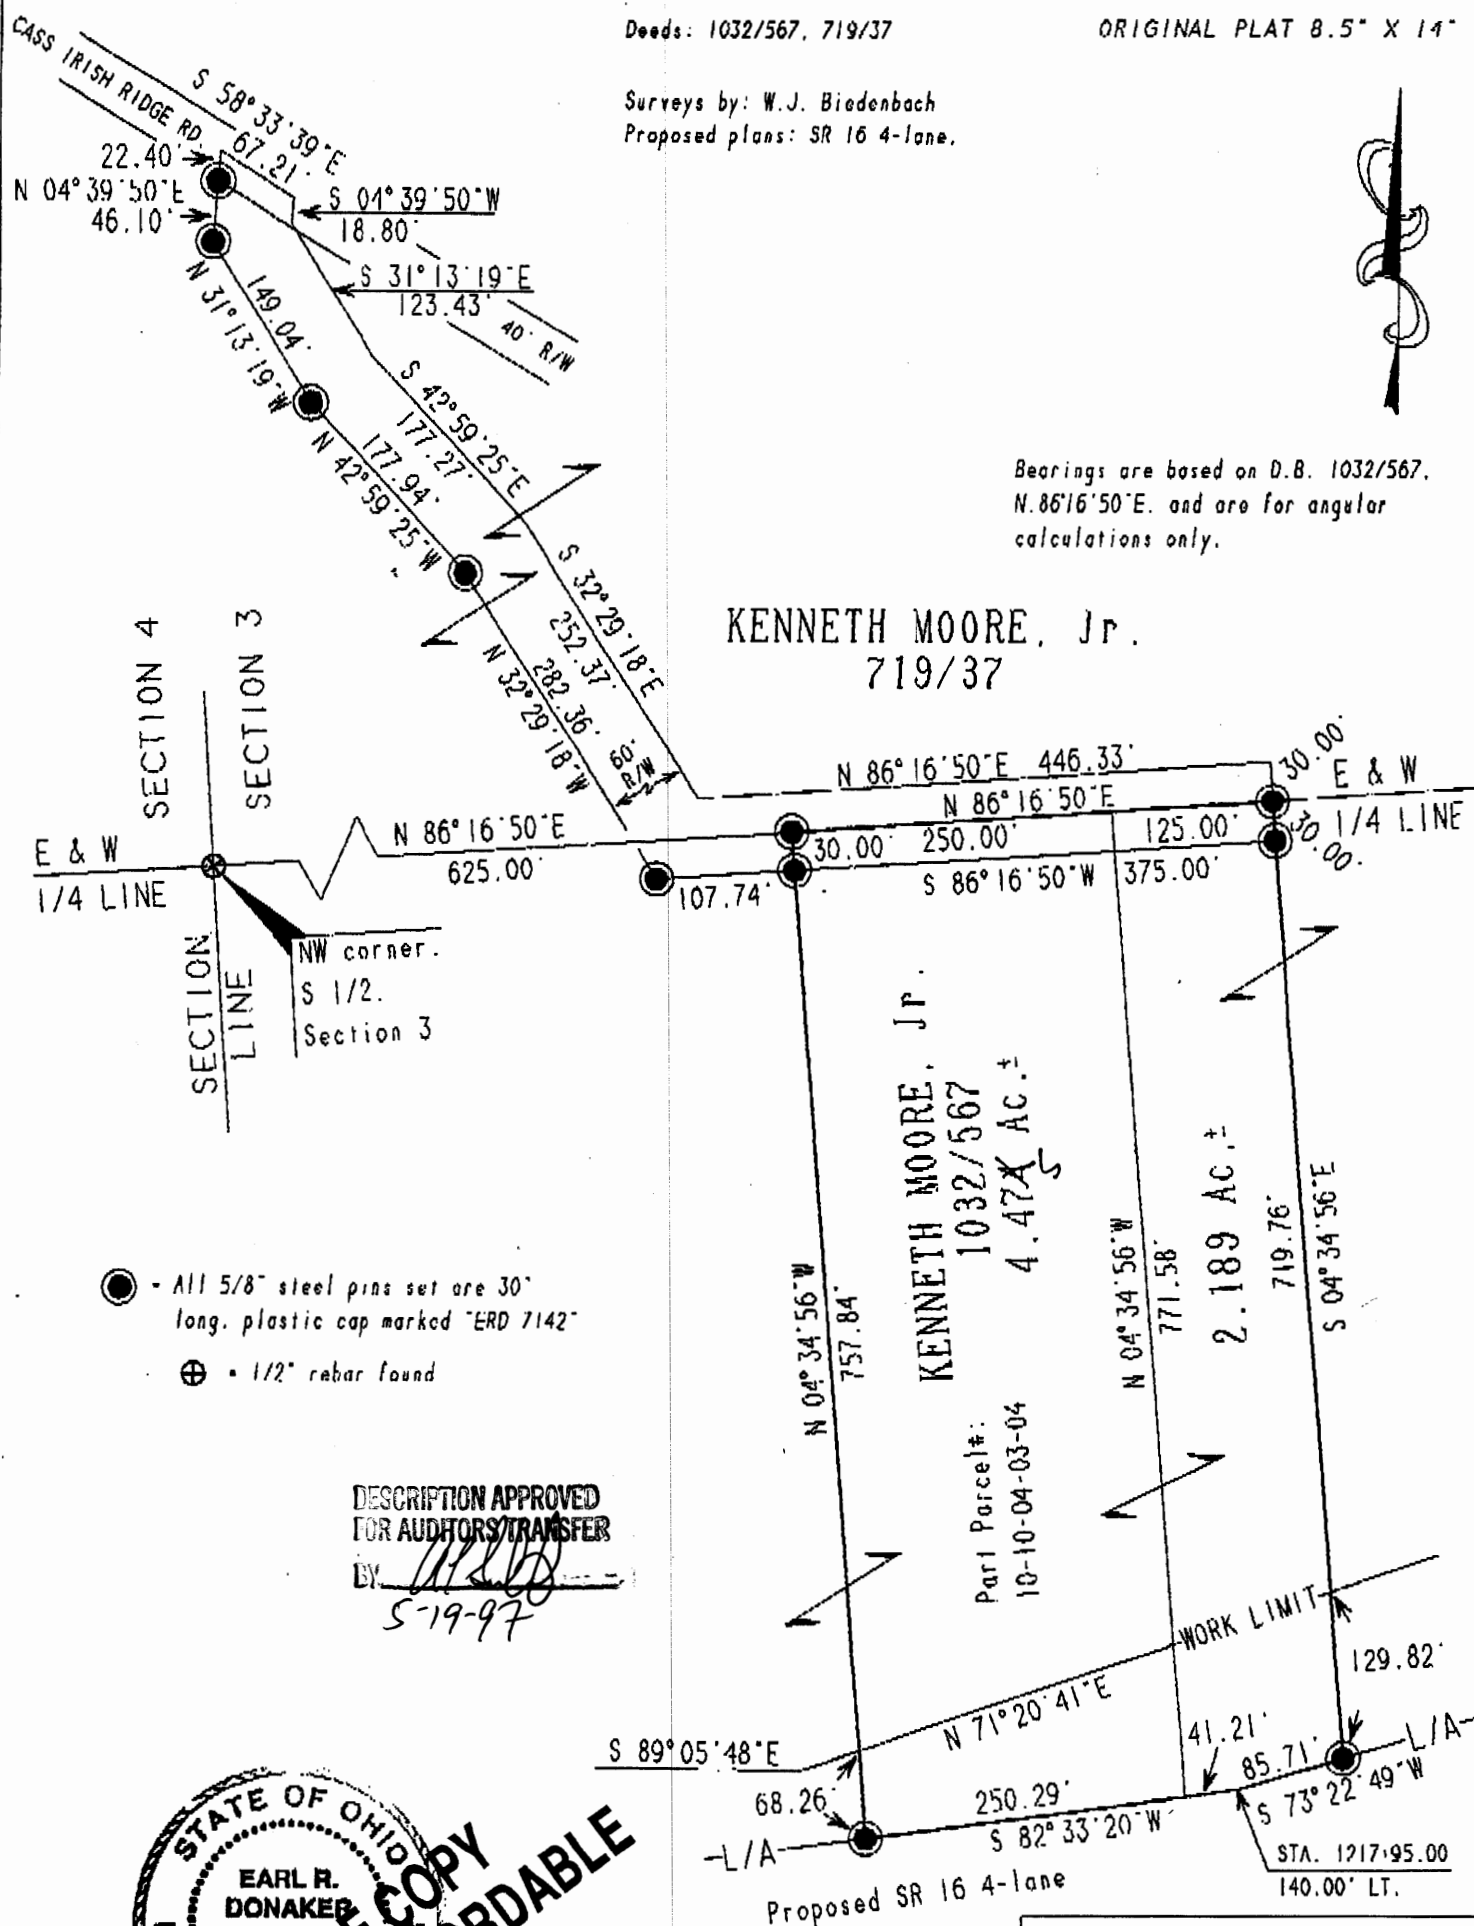 Deeds: 1032/567, 719/37
ORIGINAL PLAT 8.5" X 14"
Surveys by: W.J. Biedenbach
Proposed plans: SR 16 4-lane.
CASS
IRISH RIDGE RD.
S 58°33'39"E
67.21'
22.40'
N 04°39'50"E
46.10'
S 04°39'50"W
18.80'
S 31°13'19"E
123.43'
40' R/W
149.04'
N 31°13'19"W
S 42°59'25"E
177.27'
177.94'
N 42°59'25"W
Bearings are based on D.B. 1032/567,
N.86°16'50"E. and are for angular
calculations only.
S 32°29'18"E
252.37'
282.36'
N 32°29'18"W
60'
R/W
KENNETH MOORE, Jr.
719/37
SECTION 4
SECTION 3
N 86°16'50"E 446.33'
30.00'
E & W
1/4 LINE
N 86°16'50"E
250.00'
125.00'
30.00'
30.00'
N 86°16'50"E
625.00'
E & W
1/4 LINE
107.74'
S 86°16'50"W
375.00'
SECTION
LINE
NW corner.
S 1/2.
Section 3
KENNETH MOORE, Jr.
1032/567
4.47 5 Ac.±
N 04°34'56"W
757.84'
N 04°34'56"W
771.58'
2.189 Ac.±
719.76'
S 04°34'56"E
Part Parcel#:
10-10-04-03-04
- All 5/8" steel pins set are 30"
long, plastic cap marked "ERD 7142"
= 1/2" rebar found
DESCRIPTION APPROVED
FOR AUDITORS TRANSFER
BY
5-19-97
WORK LIMIT
129.82'
N 71°20'41"E
S 89°05'48"E
68.26'
41.21'
85.71'
L/A
S 73°22'49"W
250.29'
S 82°33'20"W
L/A
STA. 1217+95.00
140.00' LT.
Proposed SR 16 4-lane
STATE OF OHIO
EARL R.
COPY